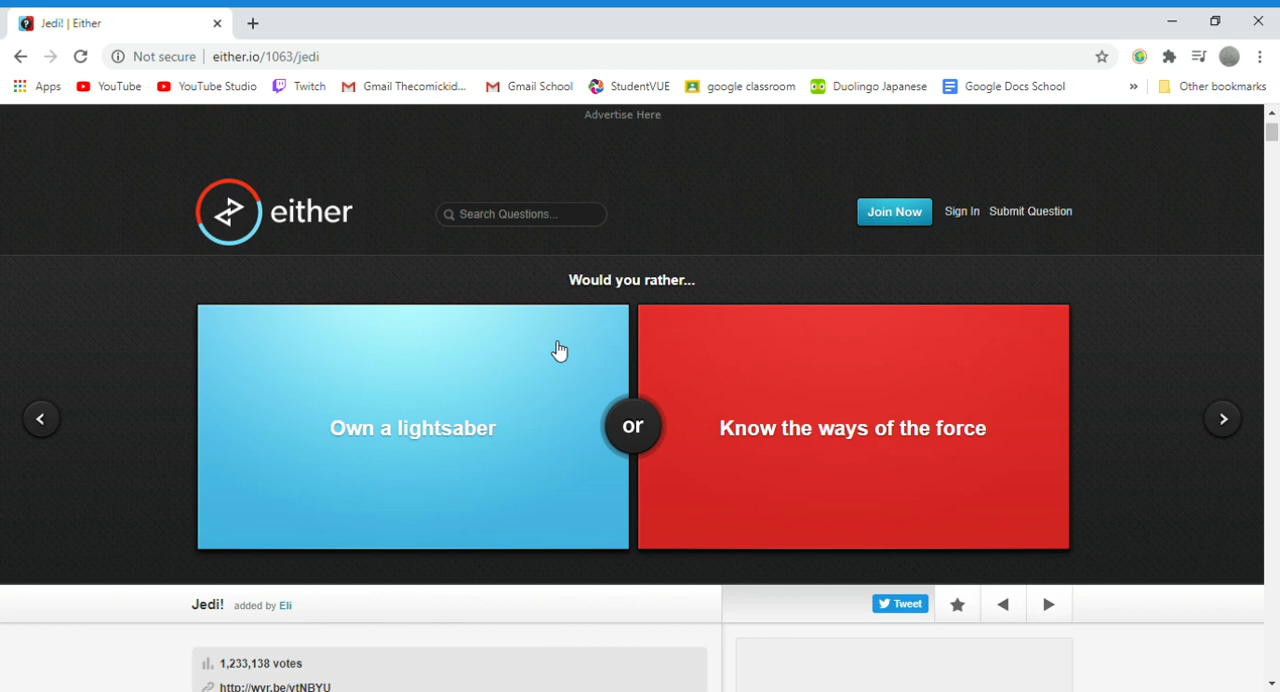 Jedi! | Either
Not secure | either.io/1063/jedi
Apps YouTube YouTube Studio Twitch Gmail Thecomickid... Gmail School StudentVUE google classroom Duolingo Japanese Google Docs School » Other bookmarks
Advertise Here
either
Search Questions...
Join Now Sign In Submit Question
Would you rather...
Own a lightsaber
or
Know the ways of the force
Jedi! added by Eli
Tweet
1,233,138 votes
http://wyr.be/vtNBYU